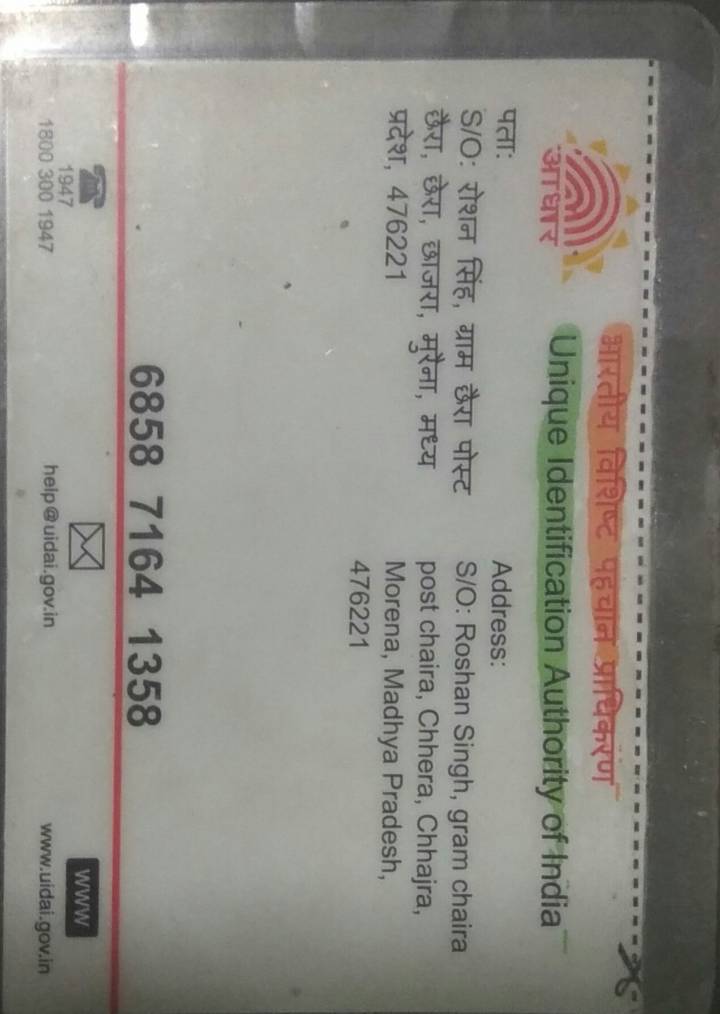 भारतीय विशिष्ट पहचान प्राधिकरण
Unique Identification Authority of India
आधार
पता:
S/O: रोशन सिंह, ग्राम छैरा पोस्ट
छैरा, छेरा, छाजरा, मुरैना, मध्य
प्रदेश, 476221
Address:
S/O: Roshan Singh, gram chaira
post chaira, Chhera, Chhajra,
Morena, Madhya Pradesh,
476221
6858 7164 1358
1947
1800 300 1947
help@uidai.gov.in
www
www.uidai.gov.in